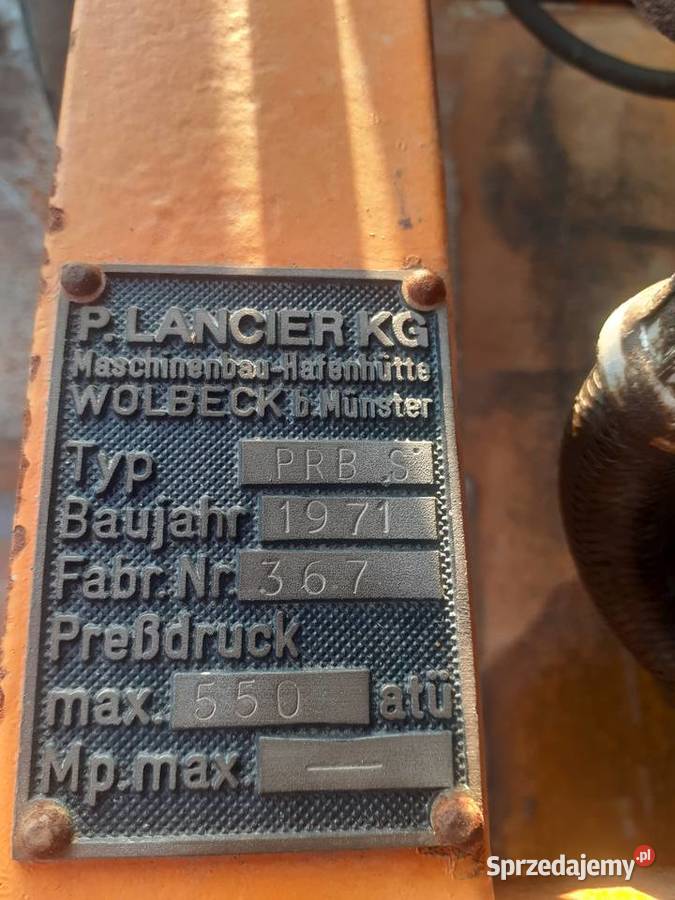 P. LANCIER KG
Maschinenbau-Hafenhütte
WOLBECK b. Münster
Typ PRB S
Baujahr 1971
Fabr. Nr. 367
Preßdruck
max. 550 atü
Mp. max. —
Sprzedajemy.pl